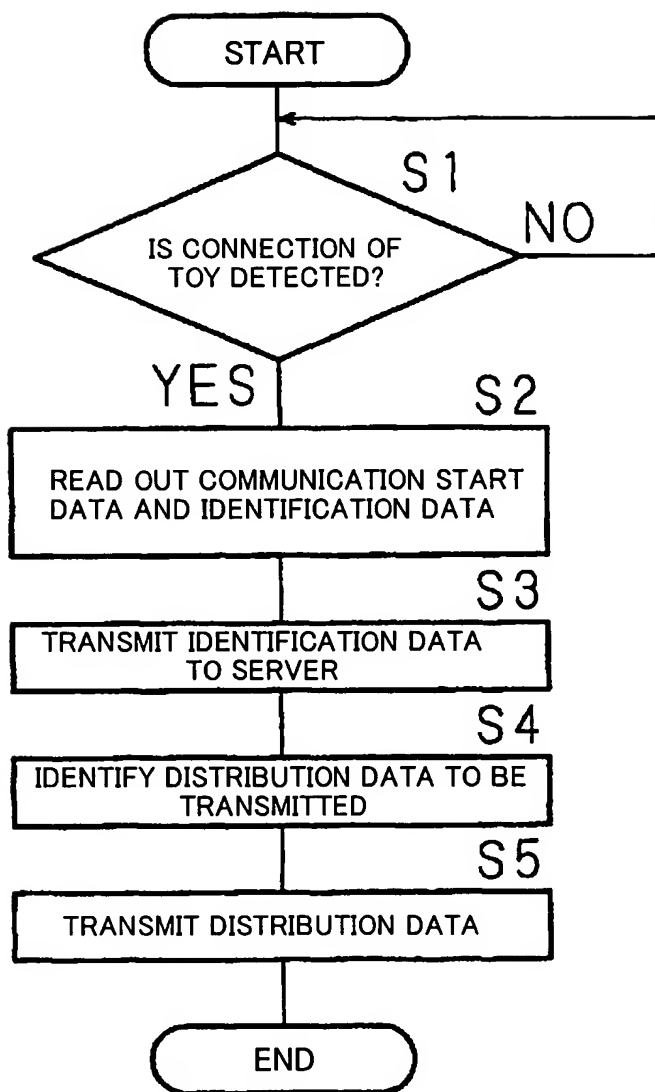 START
S1
IS CONNECTION OF
TOY DETECTED?
NO
YES
S2
READ OUT COMMUNICATION START
DATA AND IDENTIFICATION DATA
S3
TRANSMIT IDENTIFICATION DATA
TO SERVER
S4
IDENTIFY DISTRIBUTION DATA TO BE
TRANSMITTED
S5
TRANSMIT DISTRIBUTION DATA
END